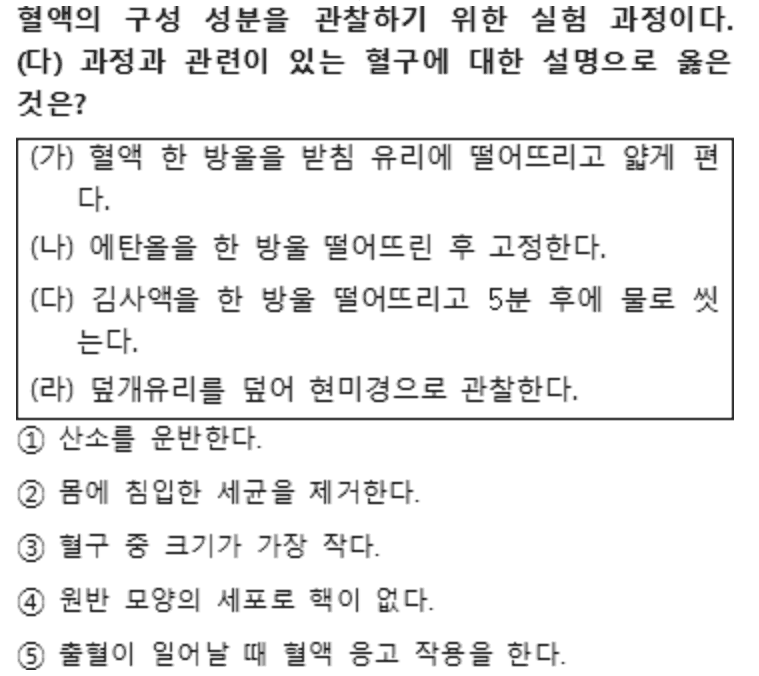 혈액의 구성 성분을 관찰하기 위한 실험 과정이다.
(다) 과정과 관련이 있는 혈구에 대한 설명으로 옳은
것은?
(가) 혈액 한 방울을 받침 유리에 떨어뜨리고 얇게 편
다.
(나) 에탄올을 한 방울 떨어뜨린 후 고정한다.
(다) 김사액을 한 방울 떨어뜨리고 5분 후에 물로 씻
는다.
(라) 덮개유리를 덮어 현미경으로 관찰한다.
① 산소를 운반한다.
② 몸에 침입한 세균을 제거한다.
③ 혈구 중 크기가 가장 작다.
④ 원반 모양의 세포로 핵이 없다.
⑤ 출혈이 일어날 때 혈액 응고 작용을 한다.